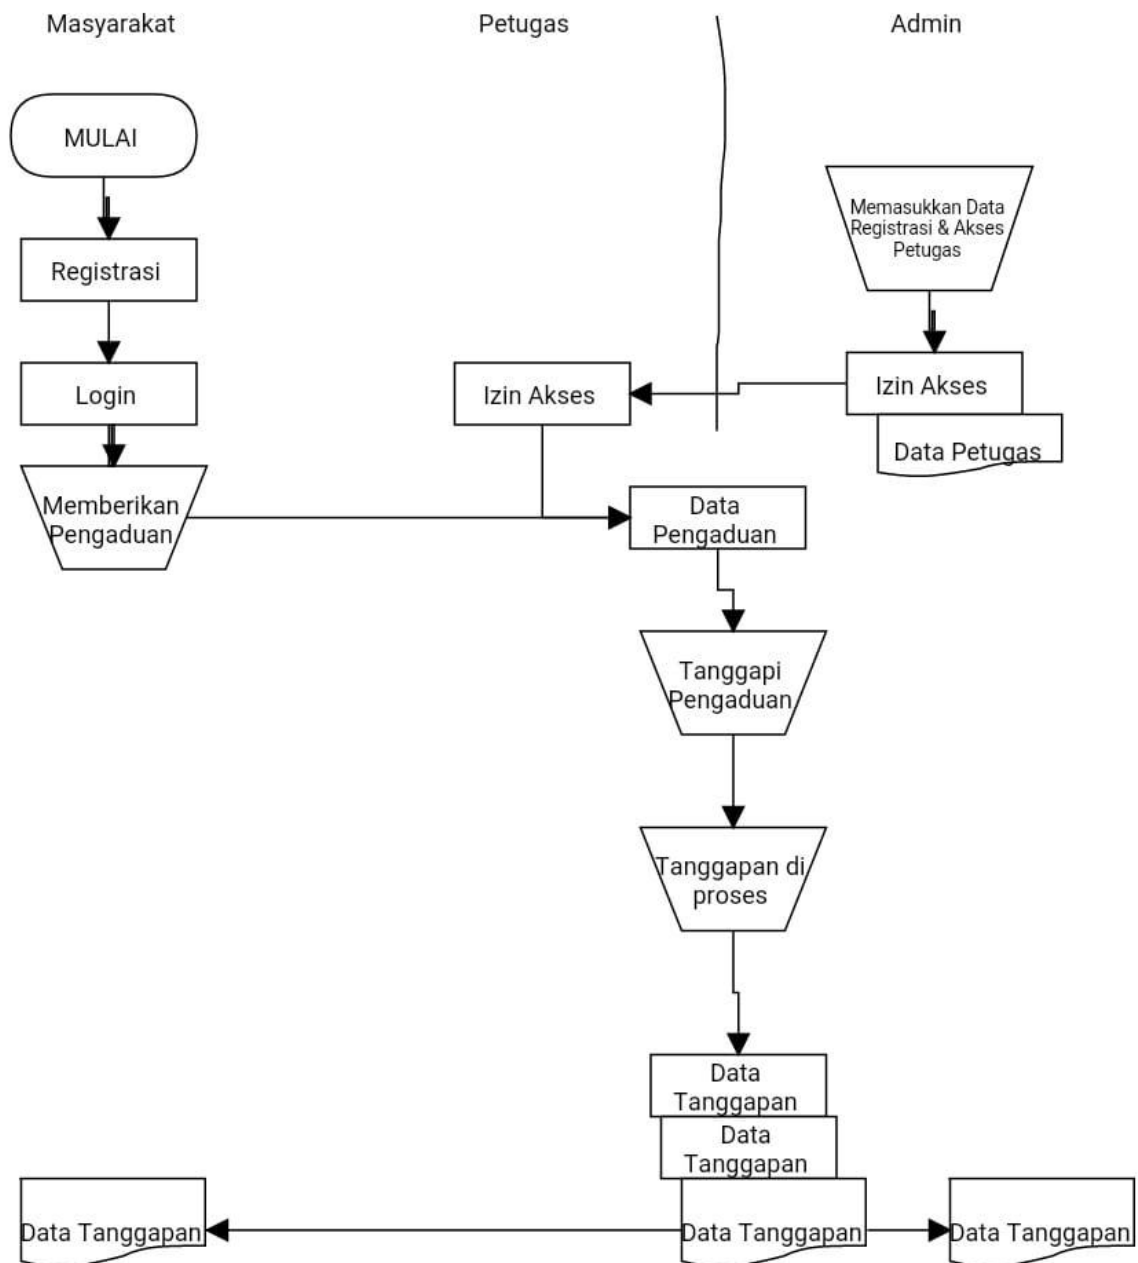 Masyarakat
Petugas
Admin
MULAI
Memasukkan Data
Registrasi & Akses
Petugas
Registrasi
Login
Izin Akses
Izin Akses
Data Petugas
Memberikan
Pengaduan
Data
Pengaduan
Tanggapi
Pengaduan
Tanggapan di
proses
Data
Tanggapan
Data
Tanggapan
Data Tanggapan
Data Tanggapan
Data Tanggapan